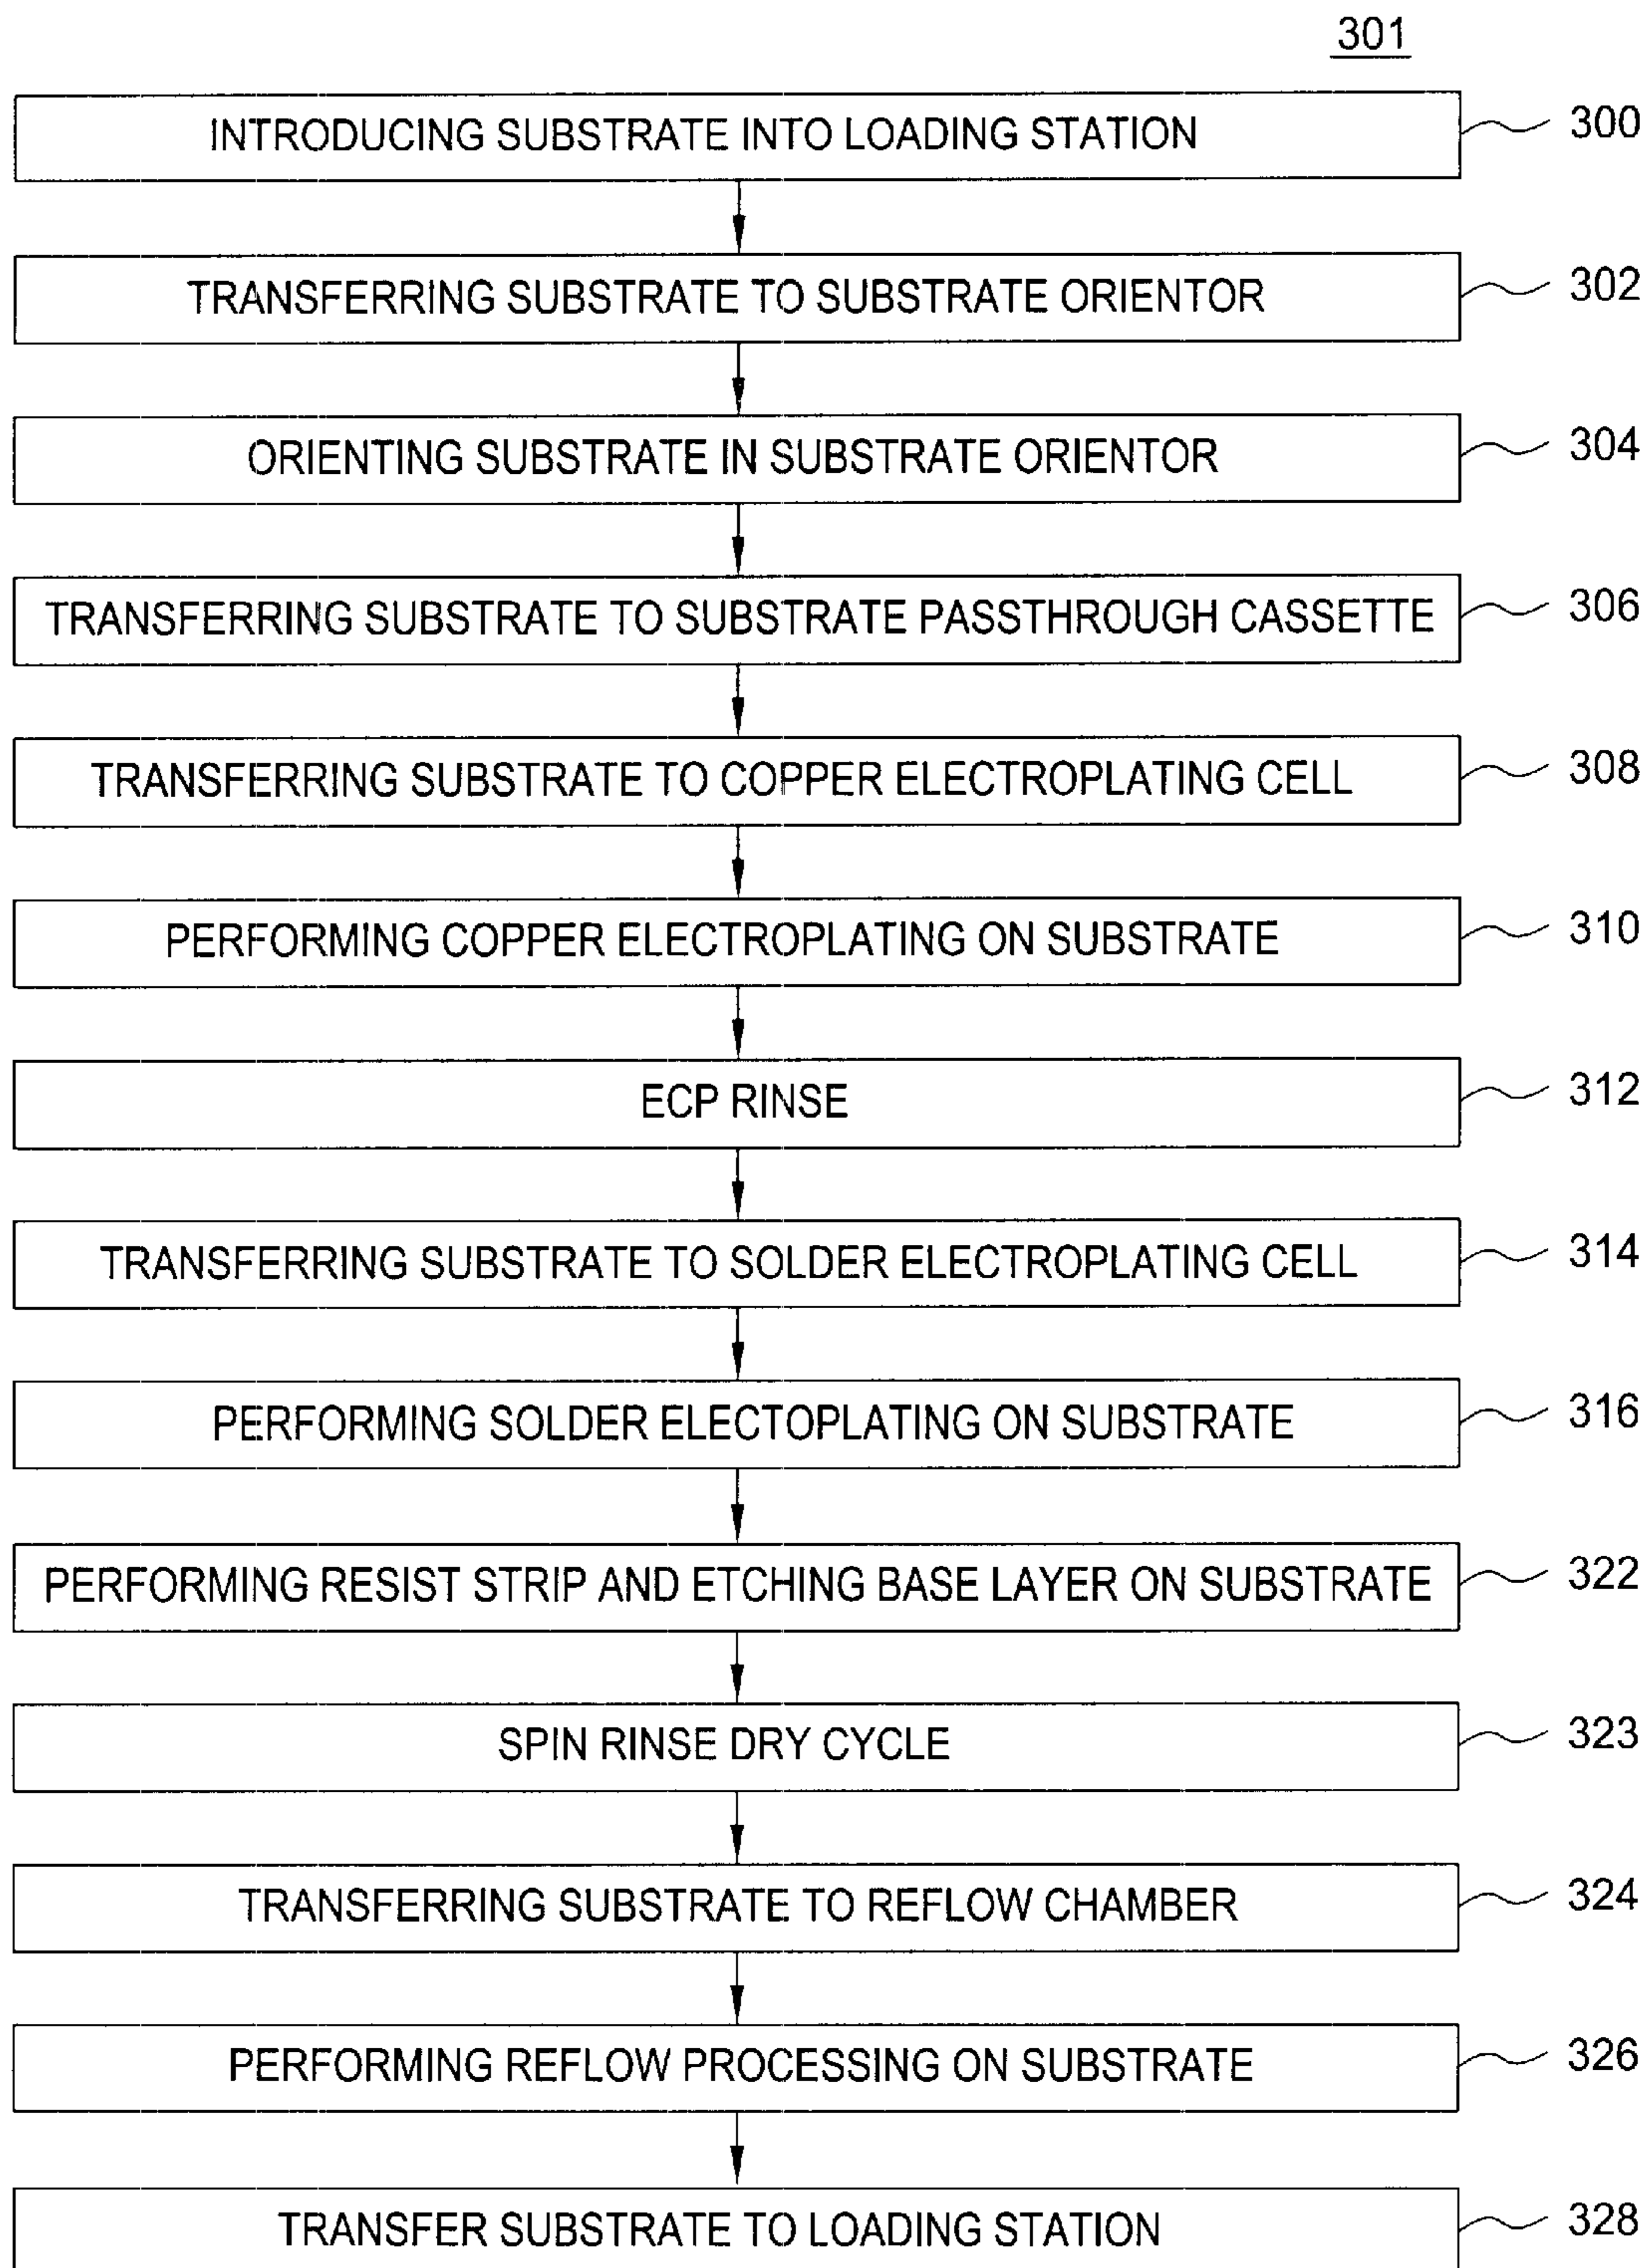 301
INTRODUCING SUBSTRATE INTO LOADING STATION 300
TRANSFERRING SUBSTRATE TO SUBSTRATE ORIENTOR 302
ORIENTING SUBSTRATE IN SUBSTRATE ORIENTOR 304
TRANSFERRING SUBSTRATE TO SUBSTRATE PASSTHROUGH CASSETTE 306
TRANSFERRING SUBSTRATE TO COPPER ELECTROPLATING CELL 308
PERFORMING COPPER ELECTROPLATING ON SUBSTRATE 310
ECP RINSE 312
TRANSFERRING SUBSTRATE TO SOLDER ELECTROPLATING CELL 314
PERFORMING SOLDER ELECTOPLATING ON SUBSTRATE 316
PERFORMING RESIST STRIP AND ETCHING BASE LAYER ON SUBSTRATE 322
SPIN RINSE DRY CYCLE 323
TRANSFERRING SUBSTRATE TO REFLOW CHAMBER 324
PERFORMING REFLOW PROCESSING ON SUBSTRATE 326
TRANSFER SUBSTRATE TO LOADING STATION 328